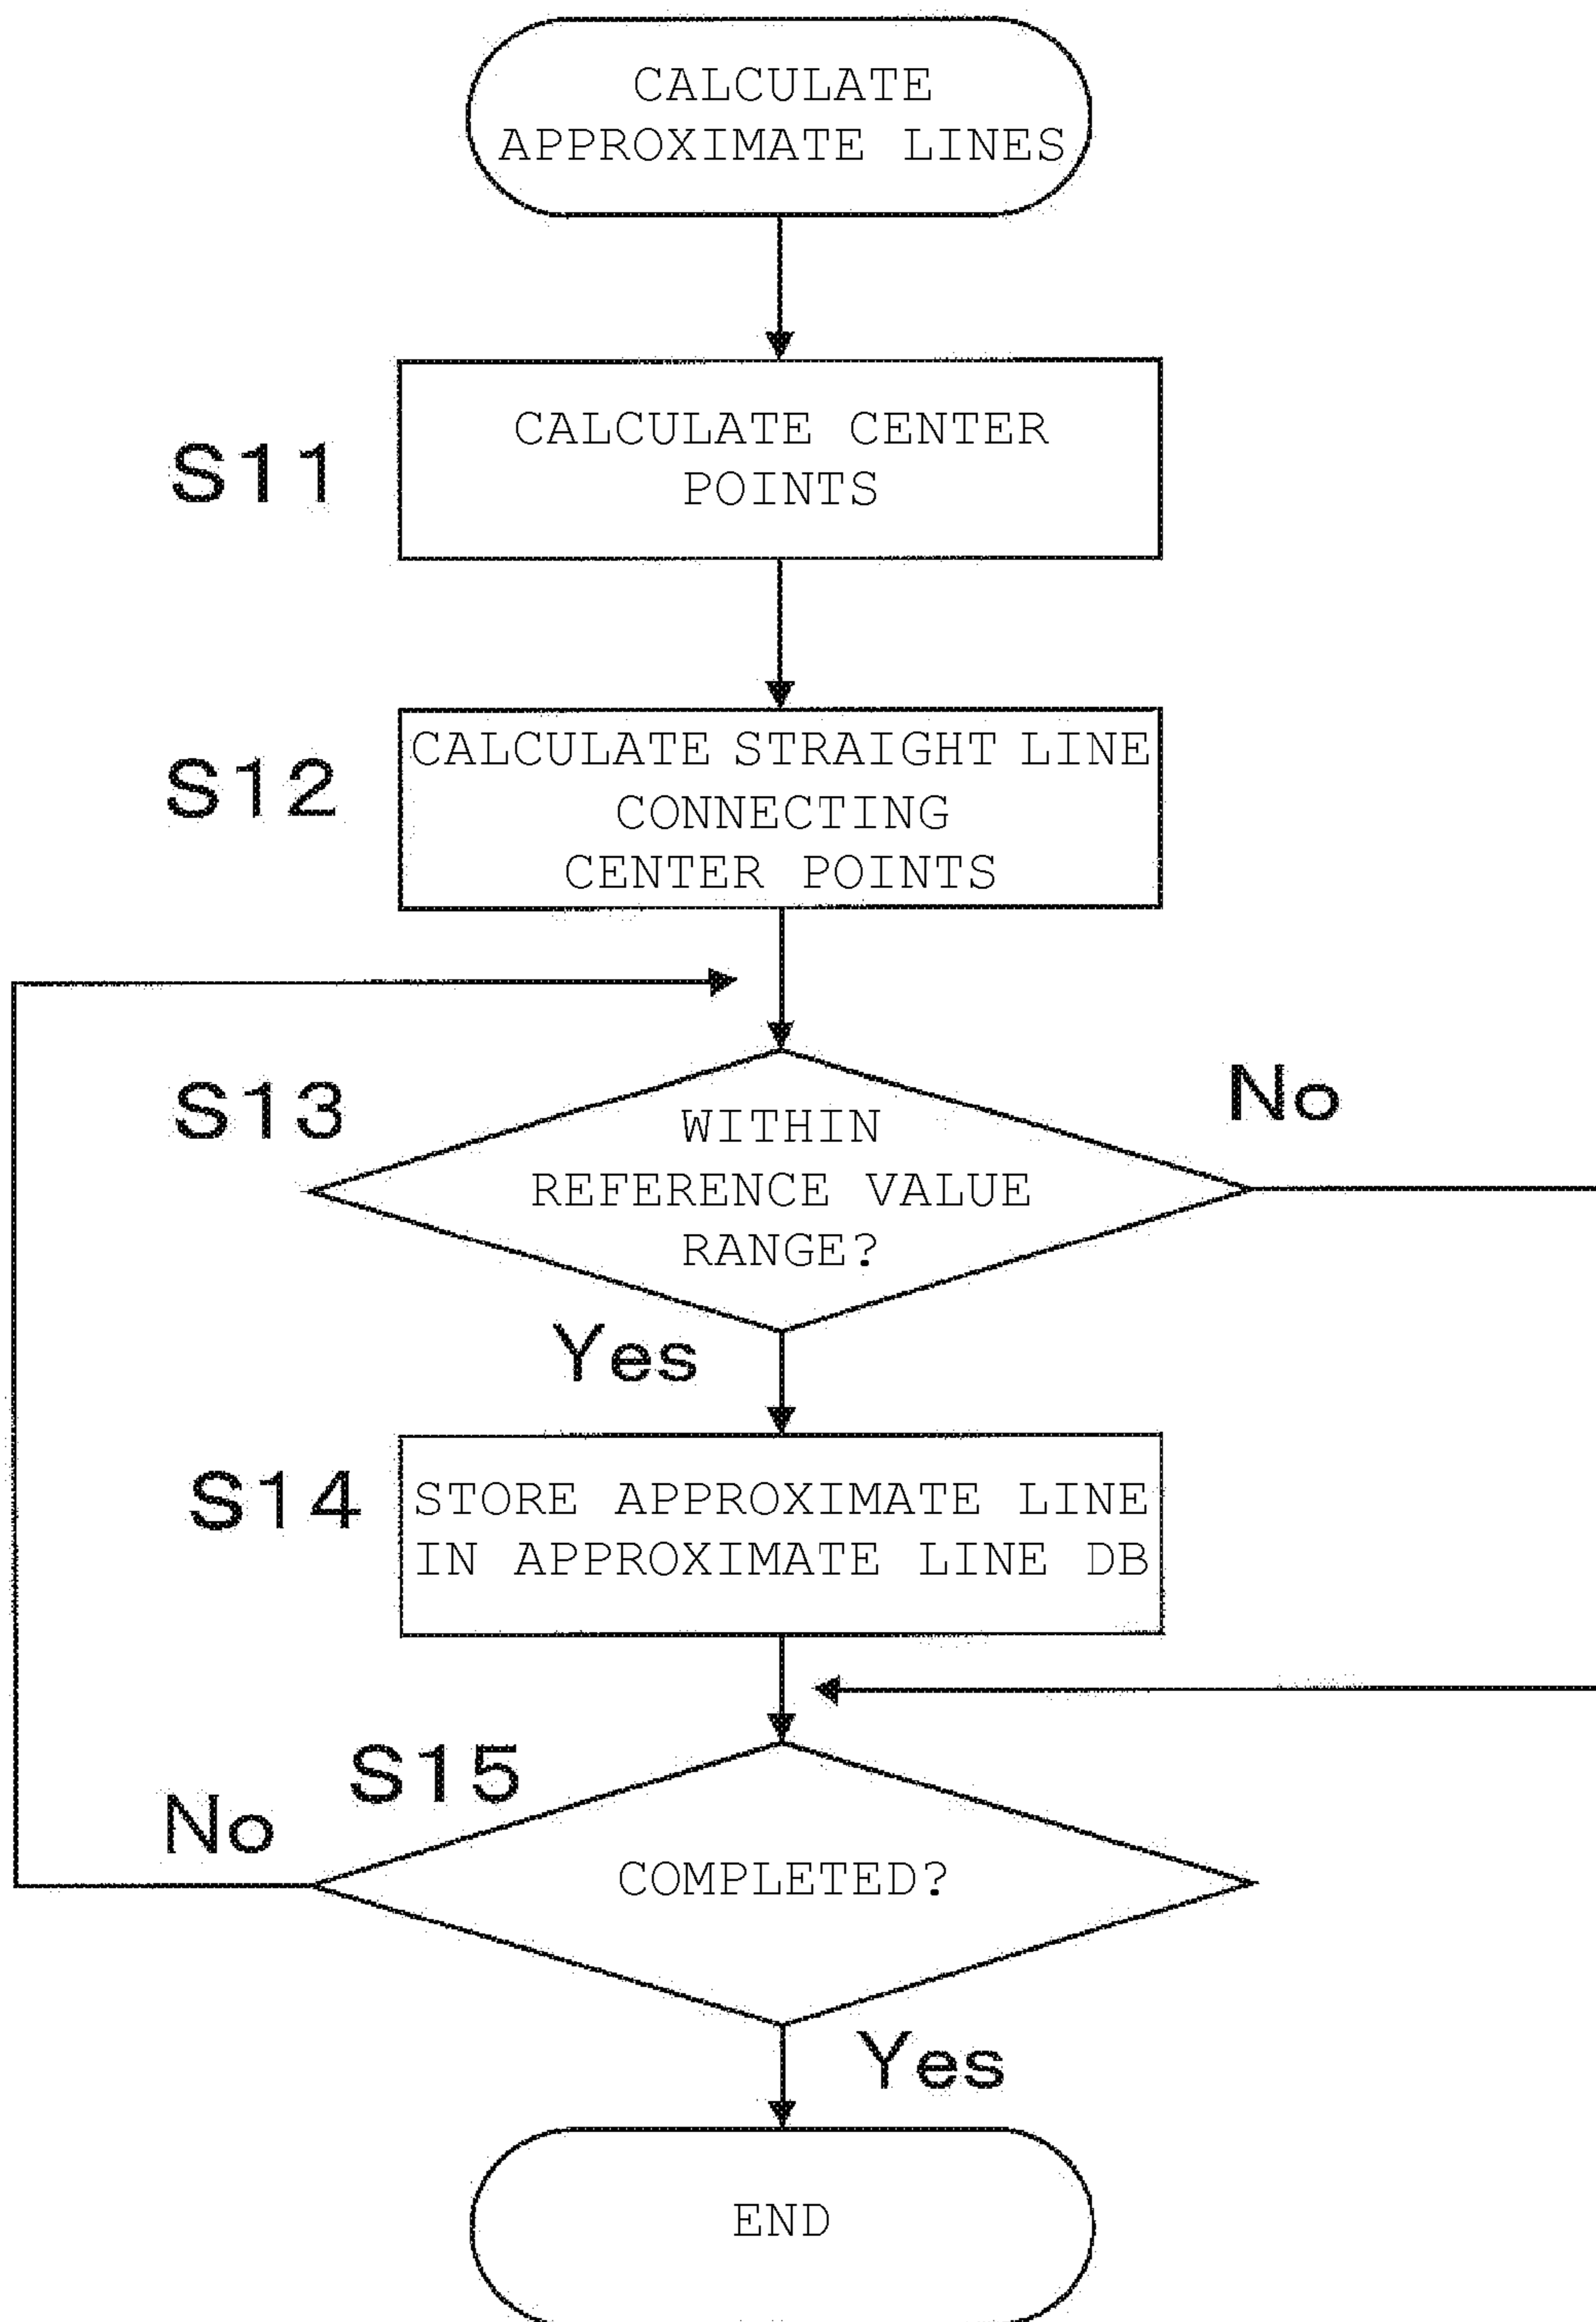 CALCULATE
APPROXIMATE LINES
S11
CALCULATE CENTER
POINTS
S12
CALCULATE STRAIGHT LINE
CONNECTING
CENTER POINTS
S13
WITHIN
REFERENCE VALUE
RANGE?
No
Yes
S14
STORE APPROXIMATE LINE
IN APPROXIMATE LINE DB
S15
No
COMPLETED?
Yes
END